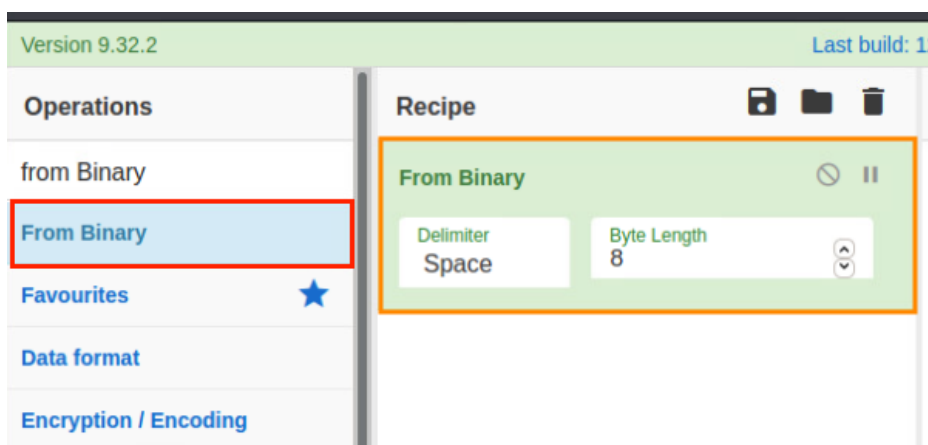 Version 9.32.2
Last build: 1
Operations
from Binary
From Binary
Favourites
Data format
Encryption / Encoding
Recipe
From Binary
Delimiter
Space
Byte Length
8